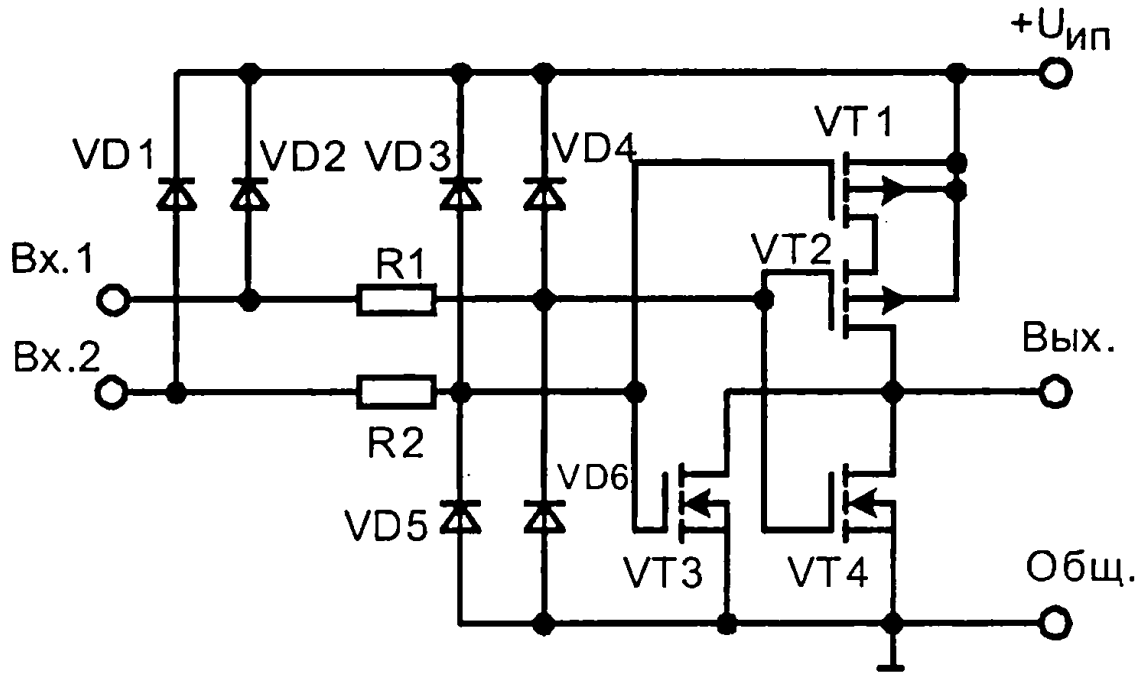 +Uип
VT1
VD1
VD2
VD3
VD4
Вх.1
R1
VT2
Вх.2
R2
Вых.
VD5
VD6
VT3
VT4
Общ.